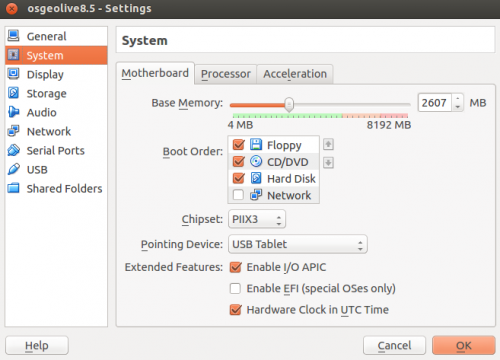 osgeolive8.5 - Settings
General
System
Display
Storage
Audio
Network
Serial Ports
USB
Shared Folders
System
Motherboard Processor Acceleration
Base Memory: 2607 MB
4 MB 8192 MB
Boot Order: Floppy
CD/DVD
Hard Disk
Network
Chipset: PIIX3
Pointing Device: USB Tablet
Extended Features: Enable I/O APIC
Enable EFI (special OSes only)
Hardware Clock in UTC Time
Help Cancel OK